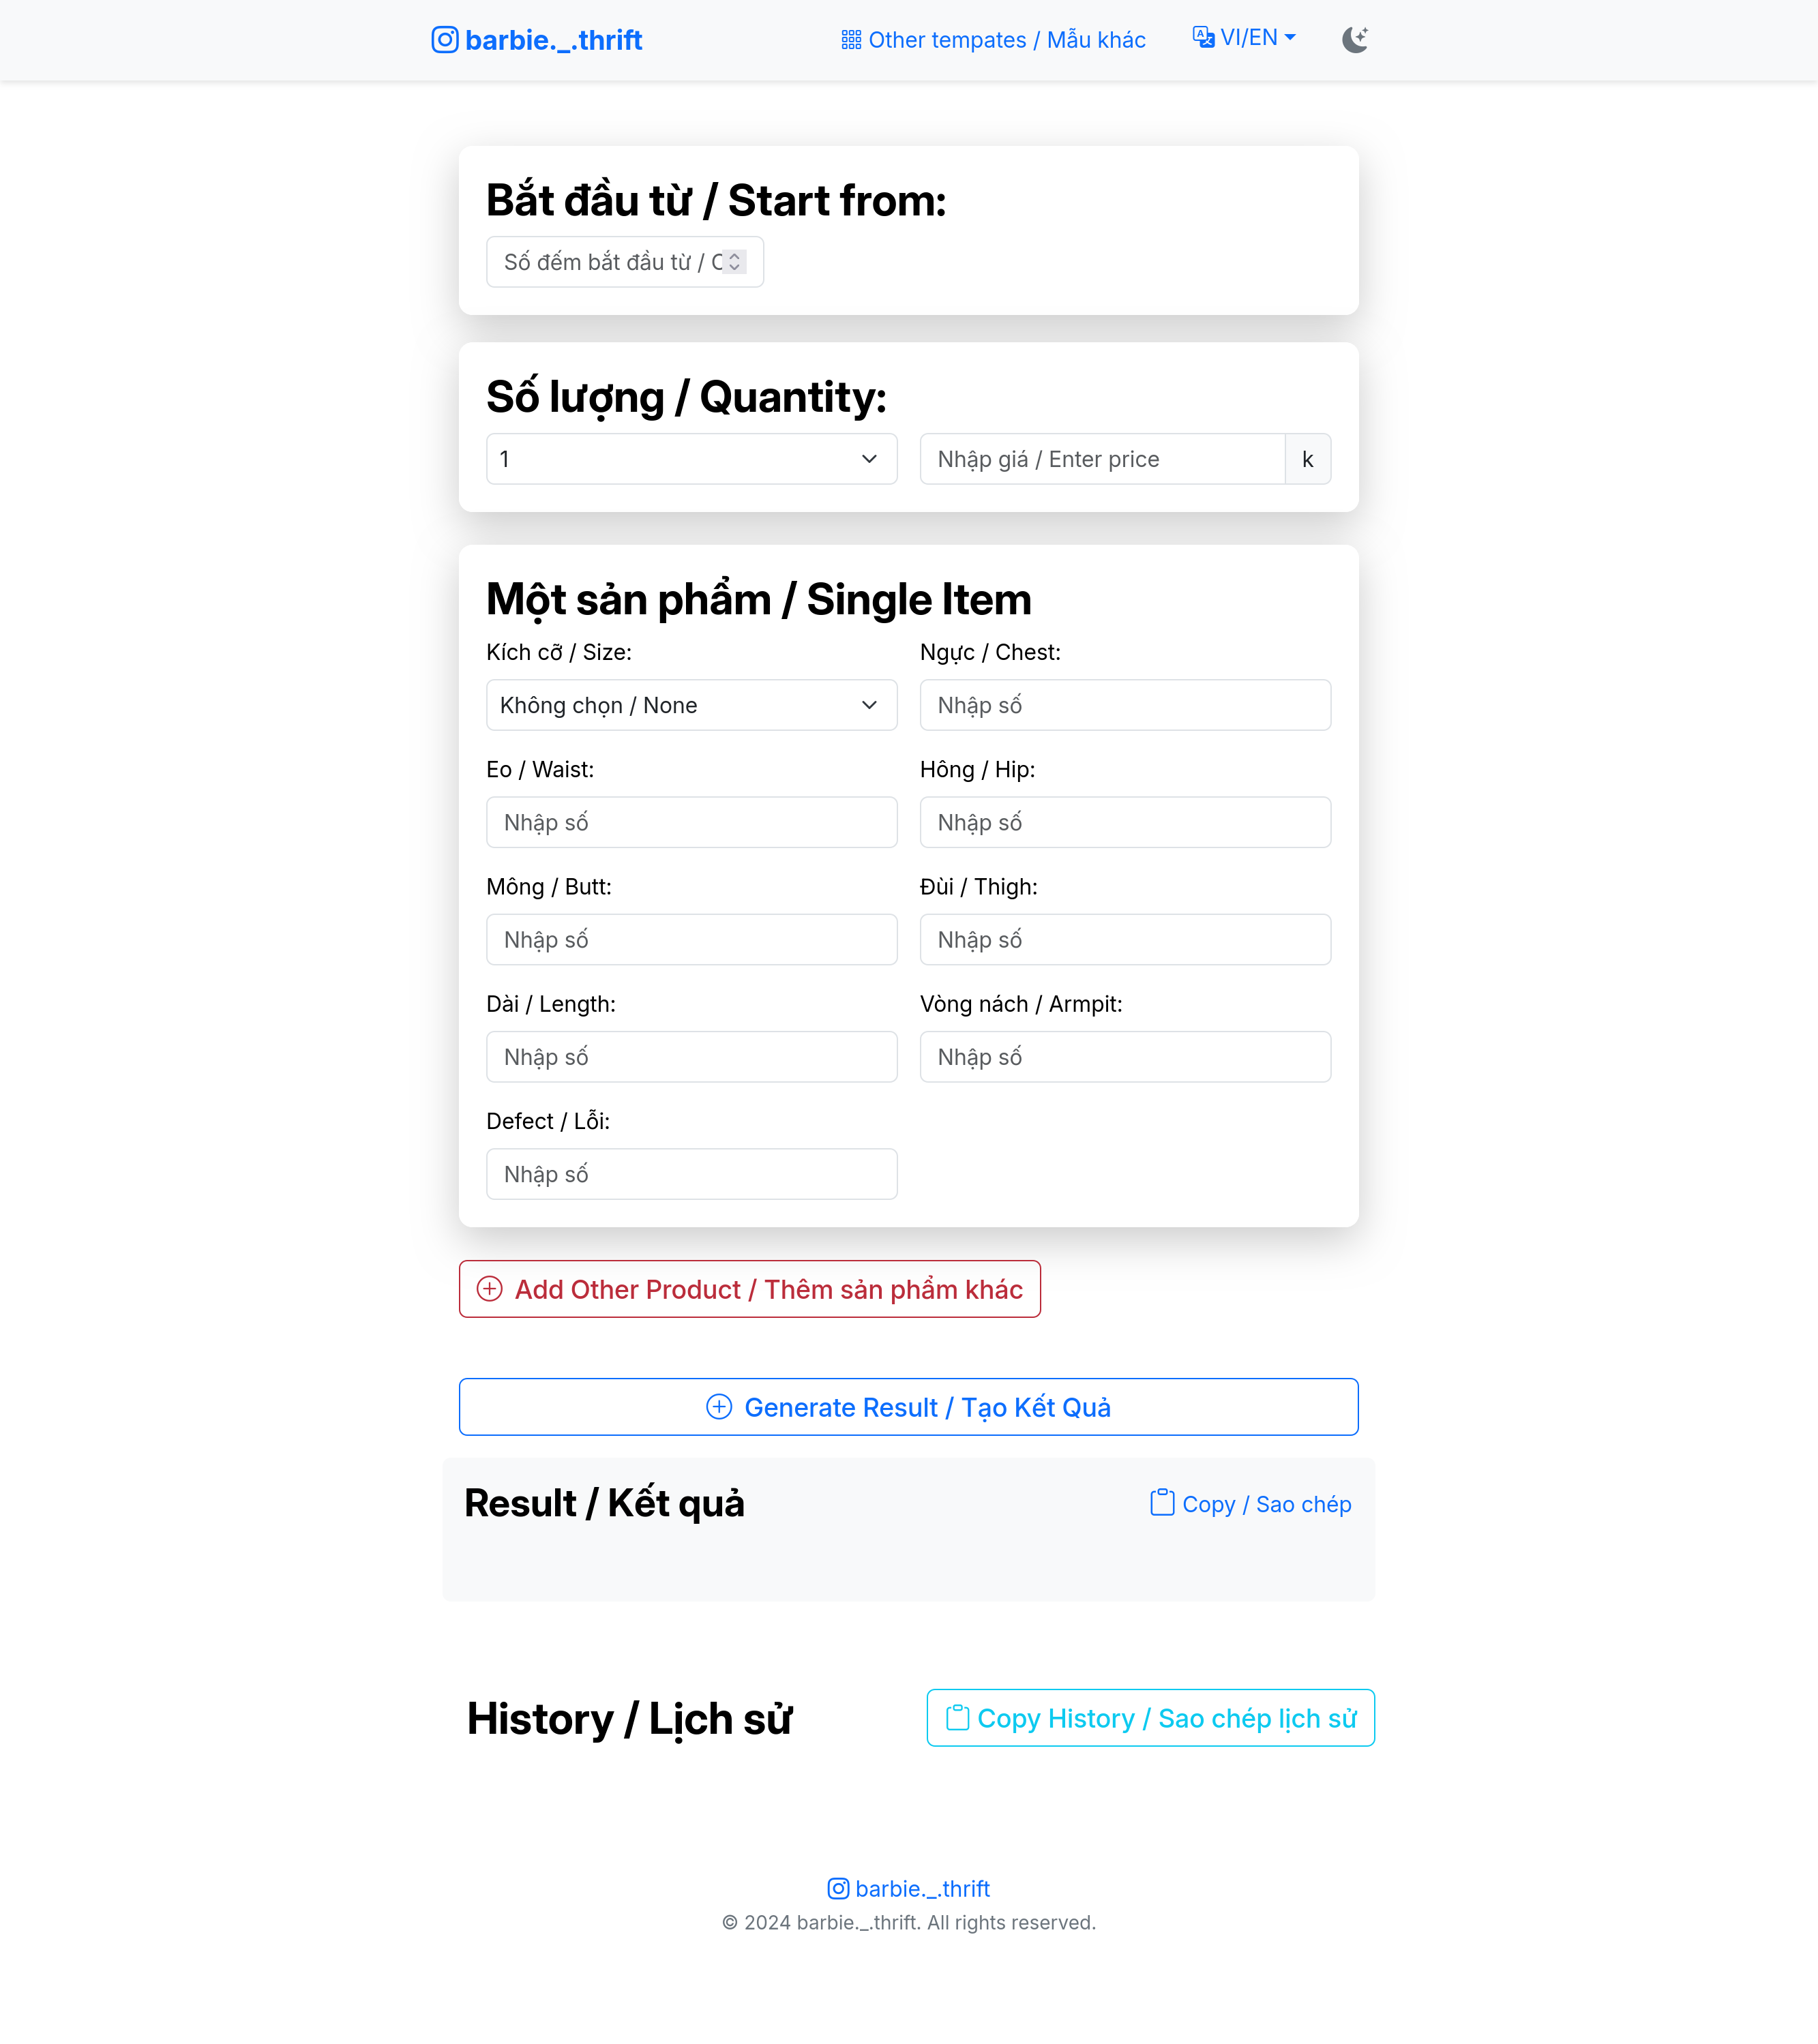 barbie._.thrift
Other tempates / Mẫu khác
VI/EN
Bắt đầu từ / Start from:
Số đếm bắt đầu từ /
Số lượng / Quantity:
1
Nhập giá / Enter price
k
Một sản phẩm / Single Item
Kích cỡ / Size:
Ngực / Chest:
Không chọn / None
Nhập số
Eo / Waist:
Hông / Hip:
Nhập số
Nhập số
Mông / Butt:
Đùi / Thigh:
Nhập số
Nhập số
Dài / Length:
Vòng nách / Armpit:
Nhập số
Nhập số
Defect / Lỗi:
Nhập số
Add Other Product / Thêm sản phẩm khác
Generate Result / Tạo Kết Quả
Result / Kết quả
Copy / Sao chép
History / Lịch sử
Copy History / Sao chép lịch sử
barbie._.thrift
© 2024 barbie._.thrift. All rights reserved.